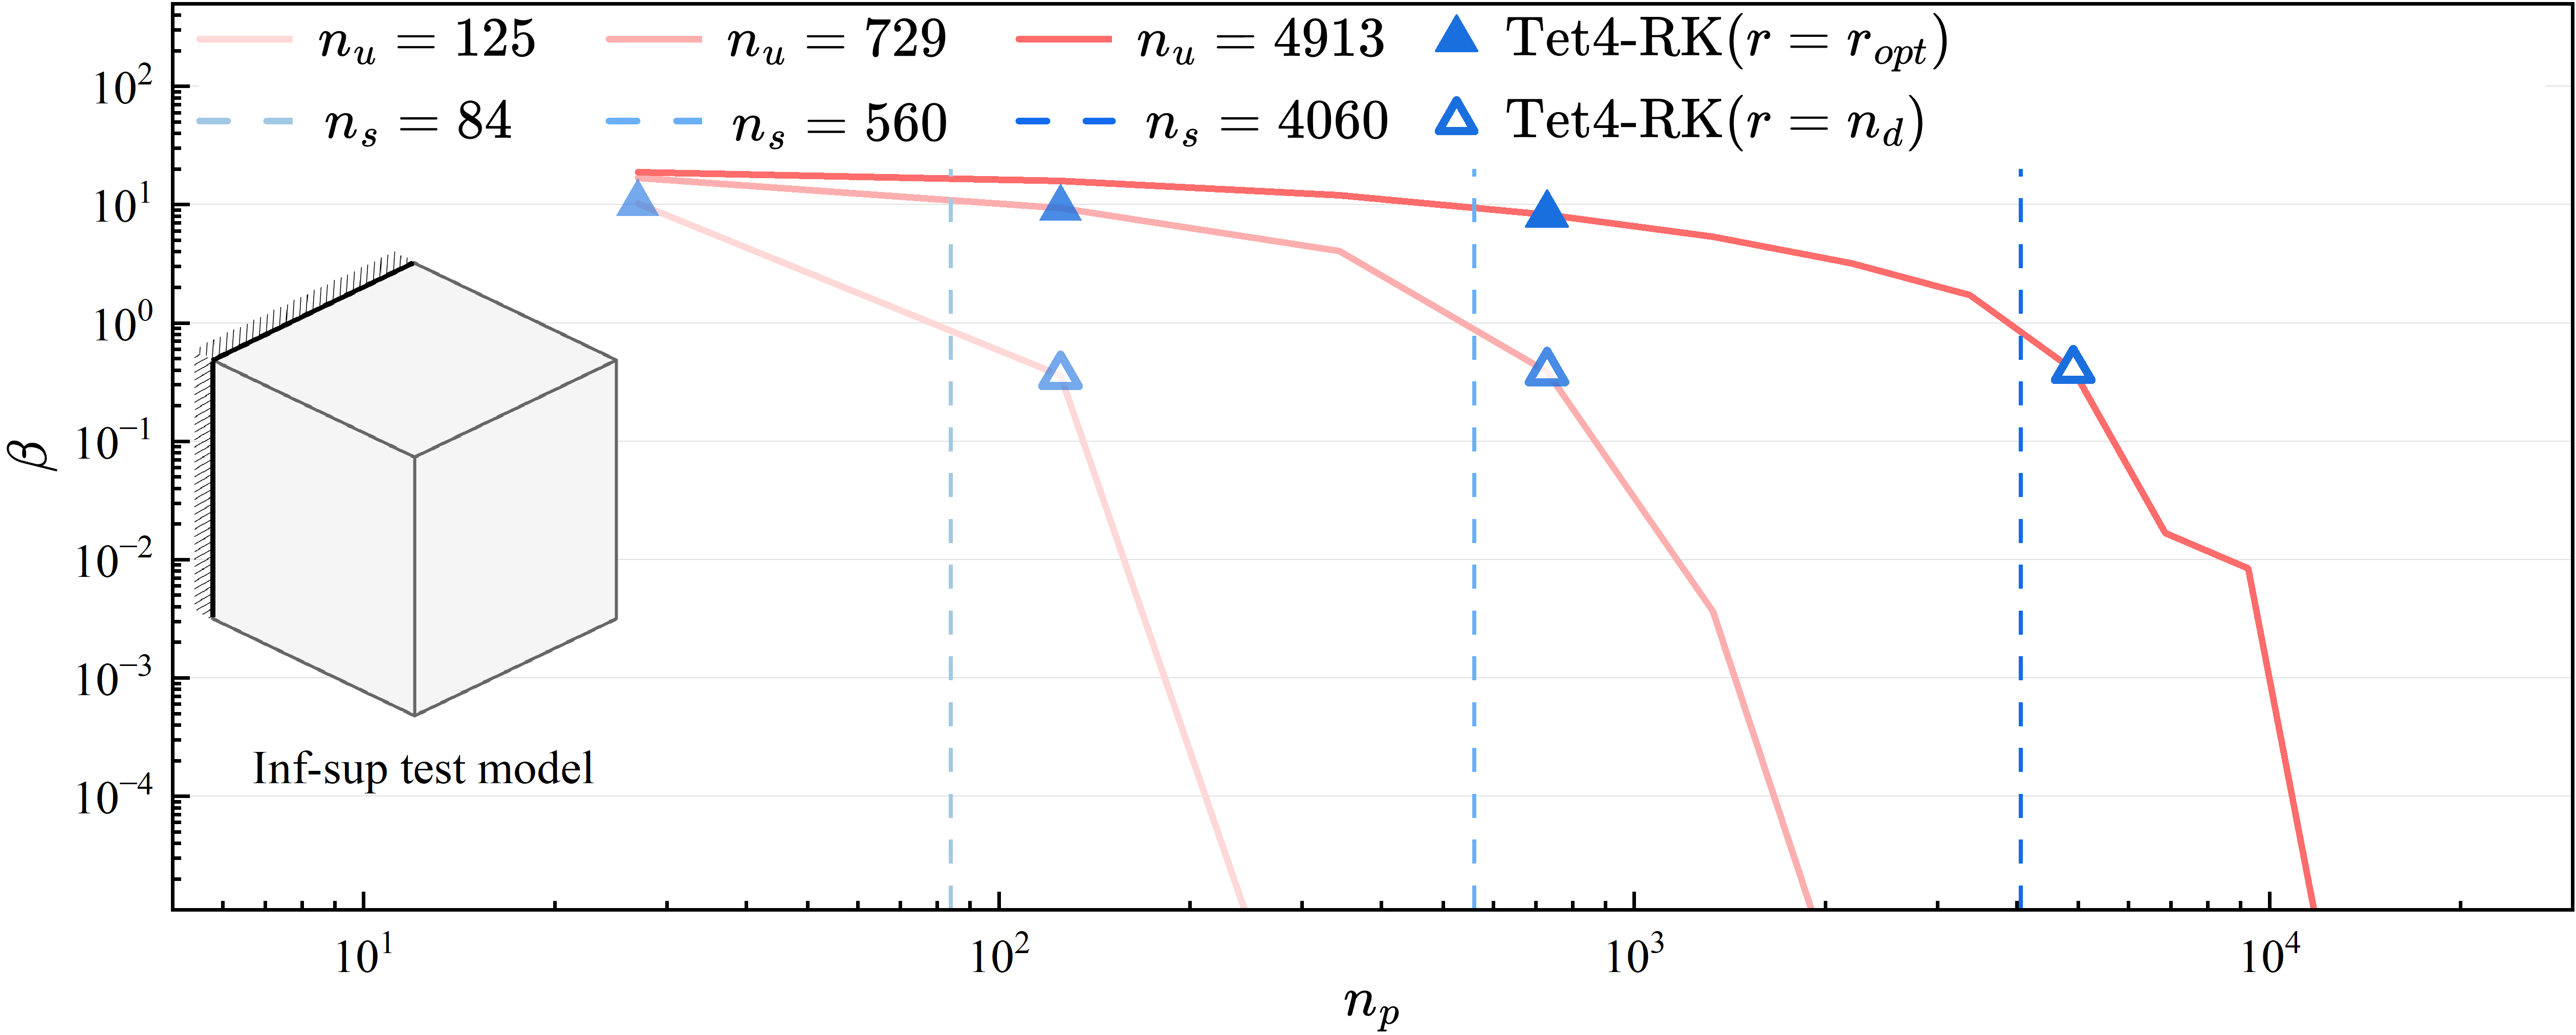 n_u = 125
n_u = 729
n_u = 4913
Tet4-RK(r = r_opt)
n_s = 84
n_s = 560
n_s = 4060
Tet4-RK(r = n_d)
10^2
10^1
10^0
10^−1
10^−2
10^−3
10^−4
β
Inf-sup test model
10^1
10^2
10^3
10^4
n_p